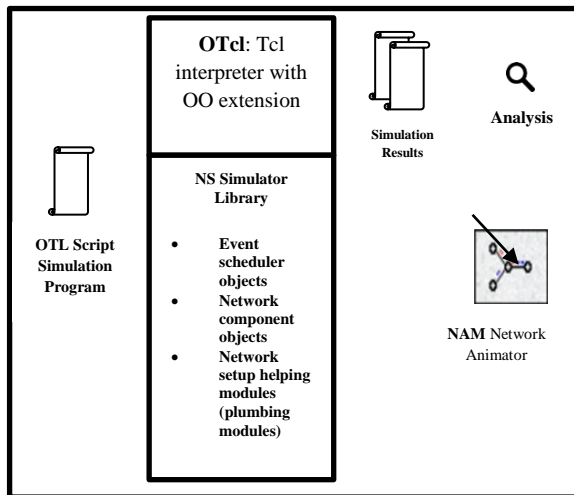 OTcl: Tcl
interpreter with
OO extension
Simulation
Results
Analysis
OTL Script
Simulation
Program
NS Simulator
Library
• Event
scheduler
objects
• Network
component
objects
• Network
setup helping
modules
(plumbing
modules)
NAM Network
Animator